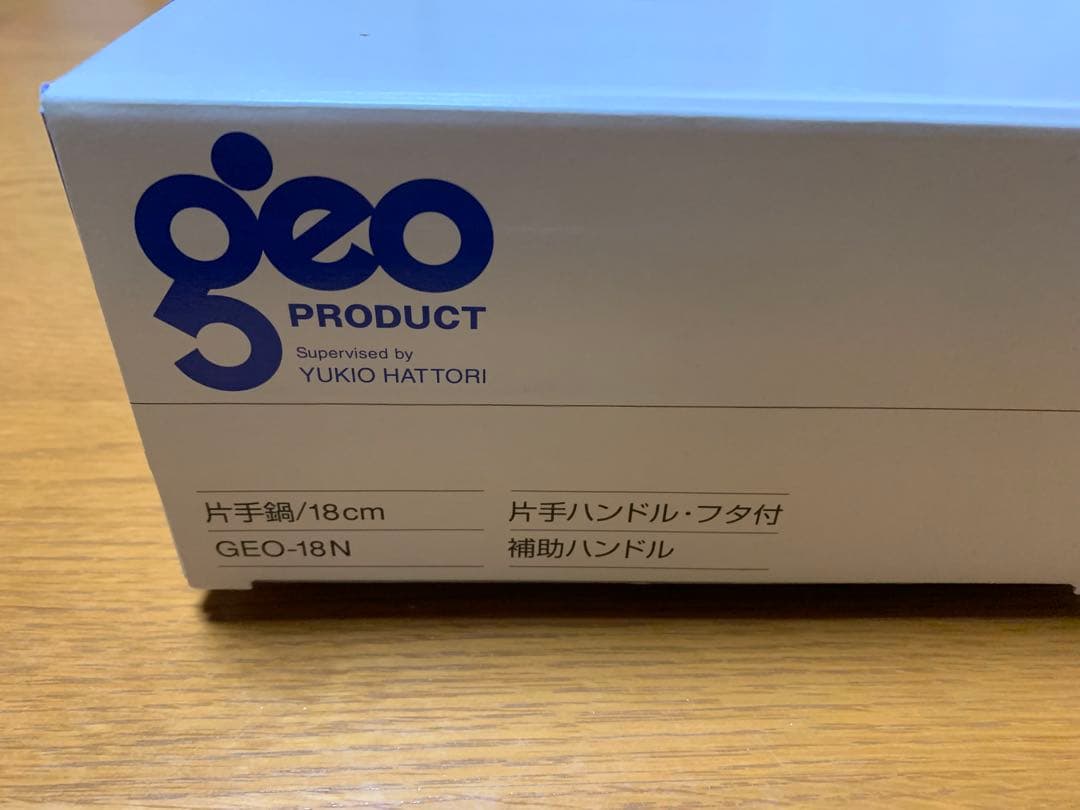 geo
PRODUCT
Supervised by
YUKIO HATTORI
片手鍋/18cm
GEO-18N
片手ハンドル・フタ付
補助ハンドル